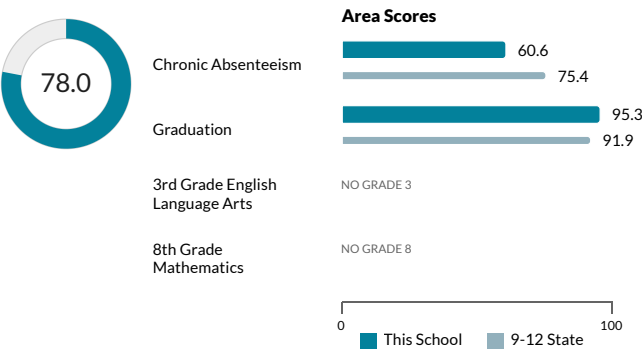 Area Scores
78.0
Chronic Absenteeism
60.6
75.4
Graduation
95.3
91.9
3rd Grade English
Language Arts
NO GRADE 3
8th Grade
Mathematics
NO GRADE 8
0
100
This School
9-12 State